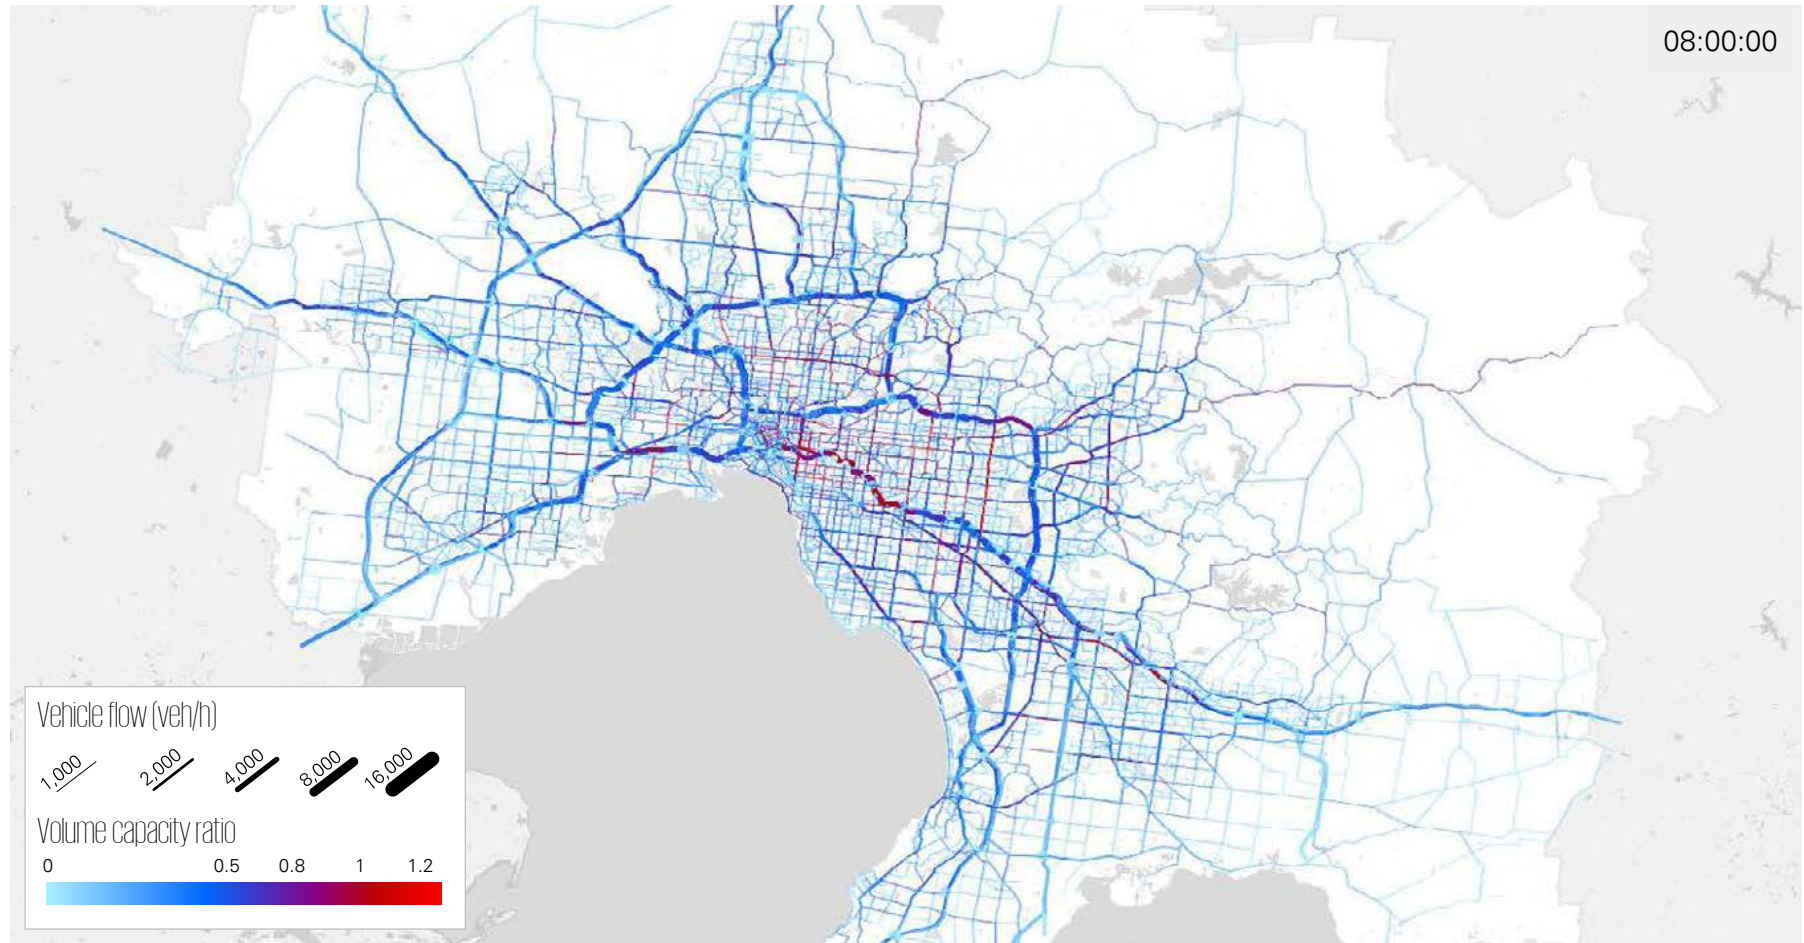 08:00:00
Vehicle flow (veh/h)
1,000 2,000 4,000 8,000 16,000
Volume capacity ratio
0 0.5 0.8 1 1.2